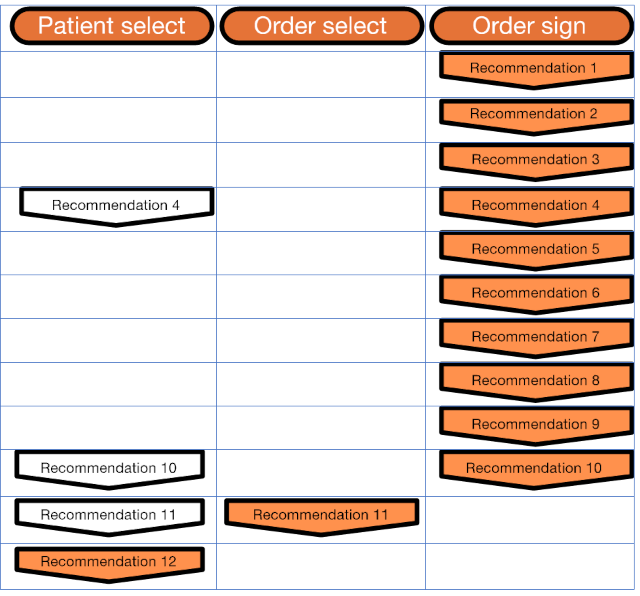 Patient select
Order select
Order sign
Recommendation 1
Recommendation 2
Recommendation 3
Recommendation 4
Recommendation 4
Recommendation 5
Recommendation 6
Recommendation 7
Recommendation 8
Recommendation 9
Recommendation 10
Recommendation 10
Recommendation 11
Recommendation 11
Recommendation 12